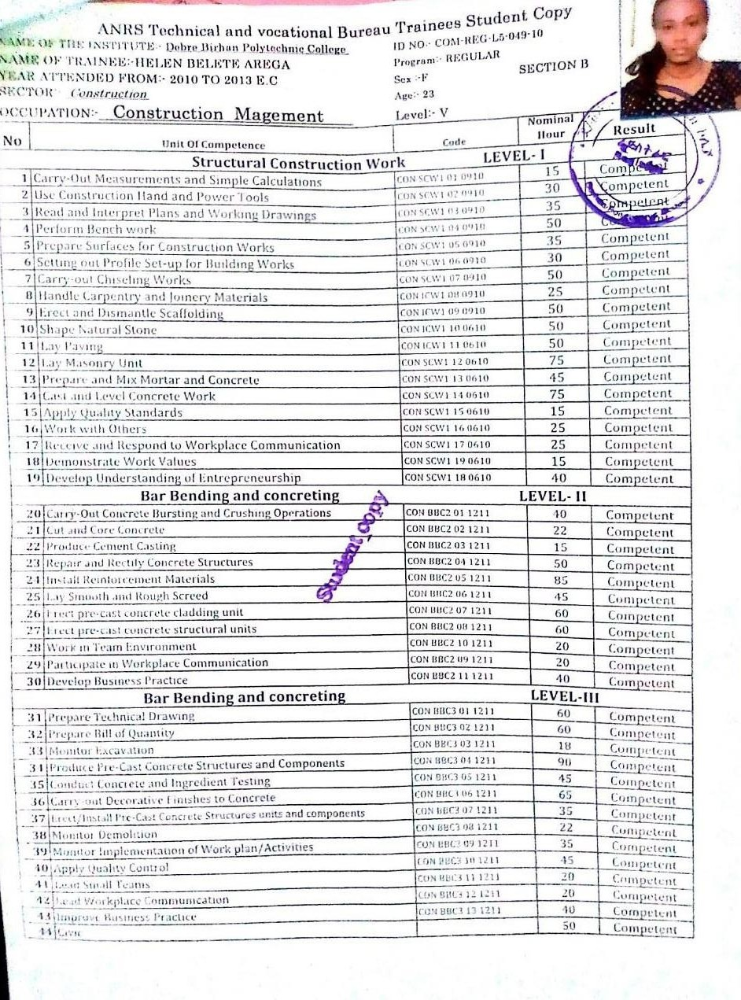 ANRS Technical and vocational Bureau Trainees Student Copy
NAME OF THE INSTITUTE:- Debre Birhan Polytechnic College ID NO:- COM-REG-L5-049-10
NAME OF TRAINEE:-HELEN BELETE AREGA Program:- REGULAR SECTION B
YEAR ATTENDED FROM:- 2010 TO 2013 E.C Sex :-F
SECTOR Construction Age:- 23
OCCUPATION:- Construction Magement Level:- V
No Unit Of Competence Code Nominal Hour Result
Structural Construction Work LEVEL- I
1 Carry-Out Measurements and Simple Calculations CON SCW1 01 0910 15 Competent
2 Use Construction Hand and Power Tools CON SCW1 02 0910 30 Competent
3 Read and Interpret Plans and Working Drawings CON SCW1 03 0910 35 Competent
4 Perform Bench work CON SCW1 04 0910 50
5 Prepare Surfaces for Construction Works CON SCW1 05 0910 35 Competent
6 Setting out Profile Set-up for Building Works CON SCW1 06 0910 30 Competent
7 Carry-out Chiseling Works CON SCW1 07 0910 50 Competent
8 Handle Carpentry and Joinery Materials CON ICW1 08 0910 25 Competent
9 Erect and Dismantle Scaffolding CON ICW1 09 0910 50 Competent
10 Shape Natural Stone CON ICW1 10 0610 50 Competent
11 Lay Paving CON ICW1 11 0610 50 Competent
12 Lay Masonry Unit CON SCW1 12 0610 75 Competent
13 Prepare and Mix Mortar and Concrete CON SCW1 13 0610 45 Competent
14 Cast and Level Concrete Work CON SCW1 14 0610 75 Competent
15 Apply Quality Standards CON SCW1 15 0610 15 Competent
16 Work with Others CON SCW1 16 0610 25 Competent
17 Receive and Respond to Workplace Communication CON SCW1 17 0610 25 Competent
18 Demonstrate Work Values CON SCW1 19 0610 15 Competent
19 Develop Understanding of Entrepreneurship CON SCW1 18 0610 40 Competent
Bar Bending and concreting LEVEL- II
20 Carry-Out Concrete Bursting and Crushing Operations CON BBC2 01 1211 40 Competent
21 Cut and Core Concrete CON BBC2 02 1211 22 Competent
22 Produce Cement Casting CON BBC2 03 1211 15 Competent
23 Repair and Rectify Concrete Structures CON BBC2 04 1211 50 Competent
24 Install Reinforcement Materials CON BBC2 05 1211 85 Competent
25 Lay Smooth and Rough Screed CON BBC2 06 1211 45 Competent
26 Erect pre-cast concrete cladding unit CON BBC2 07 1211 60 Competent
27 Erect pre-cast concrete structural units CON BBC2 08 1211 60 Competent
28 Work in Team Environment CON BBC2 10 1211 20 Competent
29 Participate in Workplace Communication CON BBC2 09 1211 20 Competent
30 Develop Business Practice CON BBC2 11 1211 40 Competent
Student copy
Bar Bending and concreting LEVEL-III
31 Prepare Technical Drawing CON BBC3 01 1211 60 Competent
32 Prepare Bill of Quantity CON BBC3 02 1211 60 Competent
33 Monitor Excavation CON BBC3 03 1211 18 Competent
34 Produce Pre-Cast Concrete Structures and Components CON BBC3 04 1211 90 Competent
35 Conduct Concrete and Ingredient Testing CON BBC3 05 1211 45 Competent
36 Carry-out Decorative Finishes to Concrete CON BBC3 06 1211 65 Competent
37 Erect/Install Pre-Cast Concrete Structures units and components CON BBC3 07 1211 35 Competent
38 Monitor Demolition CON BBC3 08 1211 22 Competent
39 Monitor Implementation of Work plan/Activities CON BBC3 09 1211 35 Competent
40 Apply Quality Control CON BBC3 10 1211 45 Competent
41 Lead Small Teams CON BBC3 11 1211 20 Competent
42 Lead Workplace Communication CON BBC3 12 1211 20 Competent
43 Improve Business Practice CON BBC3 13 1211 40 Competent
44 Civic 50 Competent